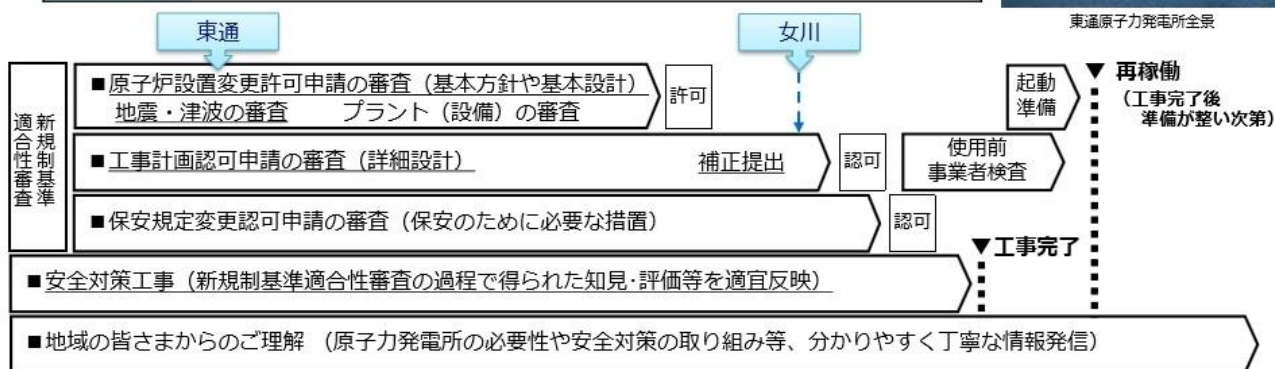 東通原子力発電所全景
東通
女川
新規制基準
適合性審査
■原子炉設置変更許可申請の審査（基本方針や基本設計）
地震・津波の審査 プラント（設備）の審査
許可
起動
準備
▼再稼働
（工事完了後
準備が整い次第）
■工事計画認可申請の審査（詳細設計） 補正提出
認可
使用前
事業者検査
■保安規定変更認可申請の審査（保安のために必要な措置）
認可
▼工事完了
■安全対策工事（新規制基準適合性審査の過程で得られた知見･評価等を適宜反映）
■地域の皆さまからのご理解 （原子力発電所の必要性や安全対策の取り組み等、分かりやすく丁寧な情報発信）